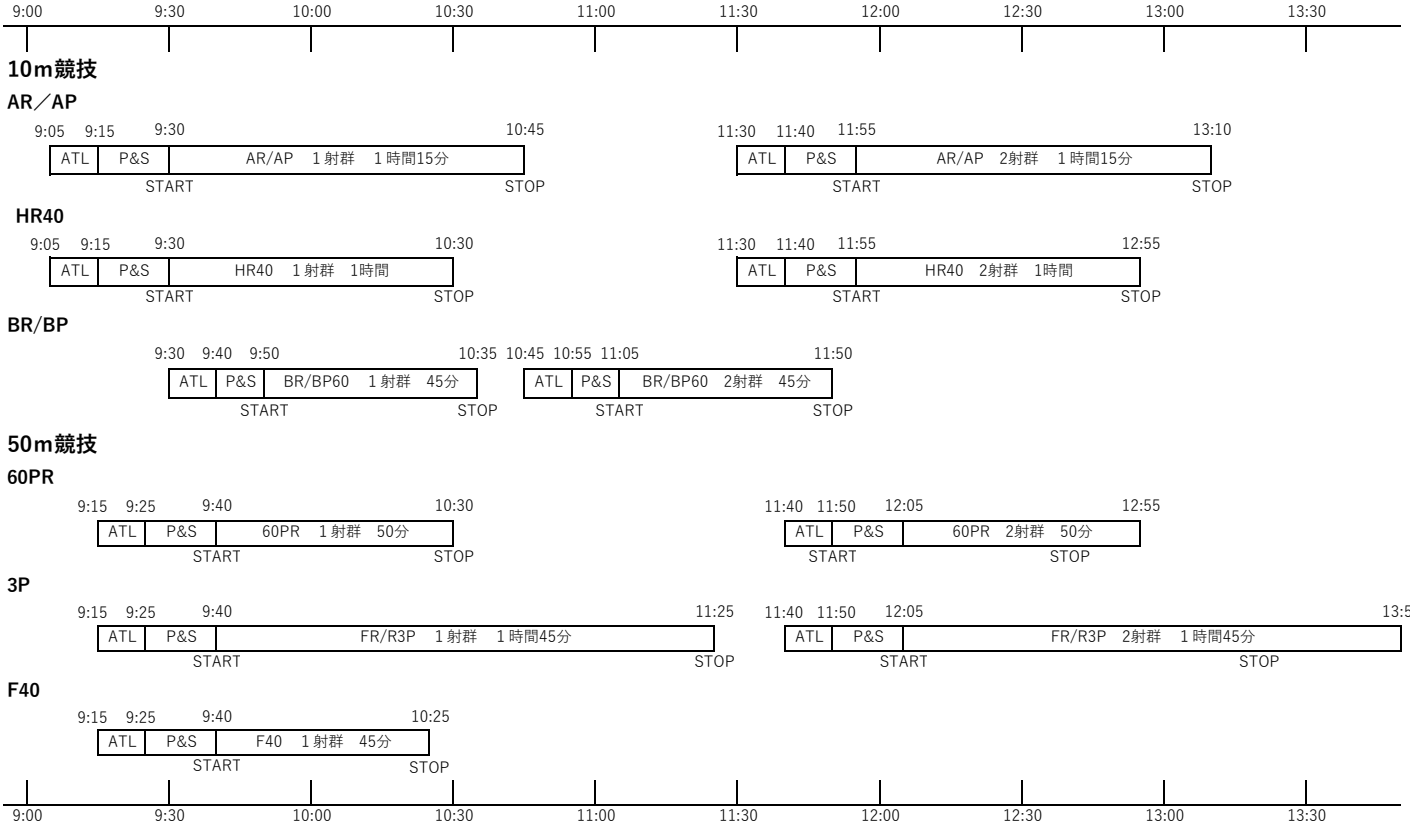 9:00 9:30 10:00 10:30 11:00 11:30 12:00 12:30 13:00 13:30
10m競技
AR／AP
9:05 9:15 9:30 10:45 11:30 11:40 11:55 13:10
ATL P&S AR/AP 1射群 1時間15分 ATL P&S AR/AP 2射群 1時間15分
START STOP START STOP
HR40
9:05 9:15 9:30 10:30 11:30 11:40 11:55 12:55
ATL P&S HR40 1射群 1時間 ATL P&S HR40 2射群 1時間
START STOP START STOP
BR/BP
9:30 9:40 9:50 10:35 10:45 10:55 11:05 11:50
ATL P&S BR/BP60 1射群 45分 ATL P&S BR/BP60 2射群 45分
START STOP START STOP
50m競技
60PR
9:15 9:25 9:40 10:30 11:40 11:50 12:05 12:55
ATL P&S 60PR 1射群 50分 ATL P&S 60PR 2射群 50分
START STOP START STOP
3P
9:15 9:25 9:40 11:25 11:40 11:50 12:05
ATL P&S FR/R3P 1射群 1時間45分 ATL P&S FR/R3P 2射群 1時間45分
START STOP START STOP
F40
9:15 9:25 9:40 10:25
ATL P&S F40 1射群 45分
START STOP
9:00 9:30 10:00 10:30 11:00 11:30 12:00 12:30 13:00 13:30